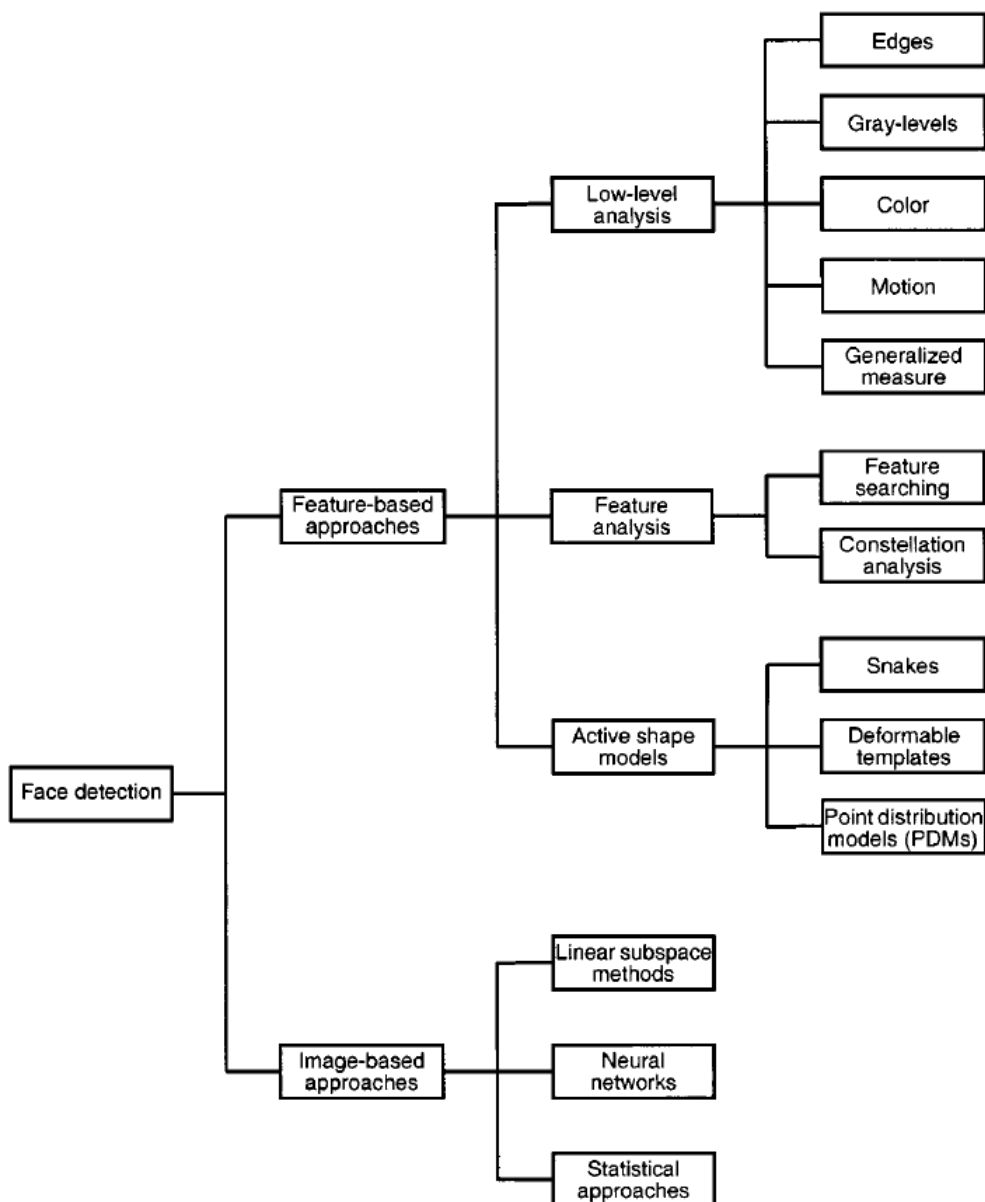 Edges
Gray-levels
Low-level
analysis
Color
Motion
Generalized
measure
Feature-based
approaches
Feature
analysis
Feature
searching
Constellation
analysis
Snakes
Active shape
models
Deformable
templates
Face detection
Point distribution
models (PDMs)
Linear subspace
methods
Image-based
approaches
Neural
networks
Statistical
approaches